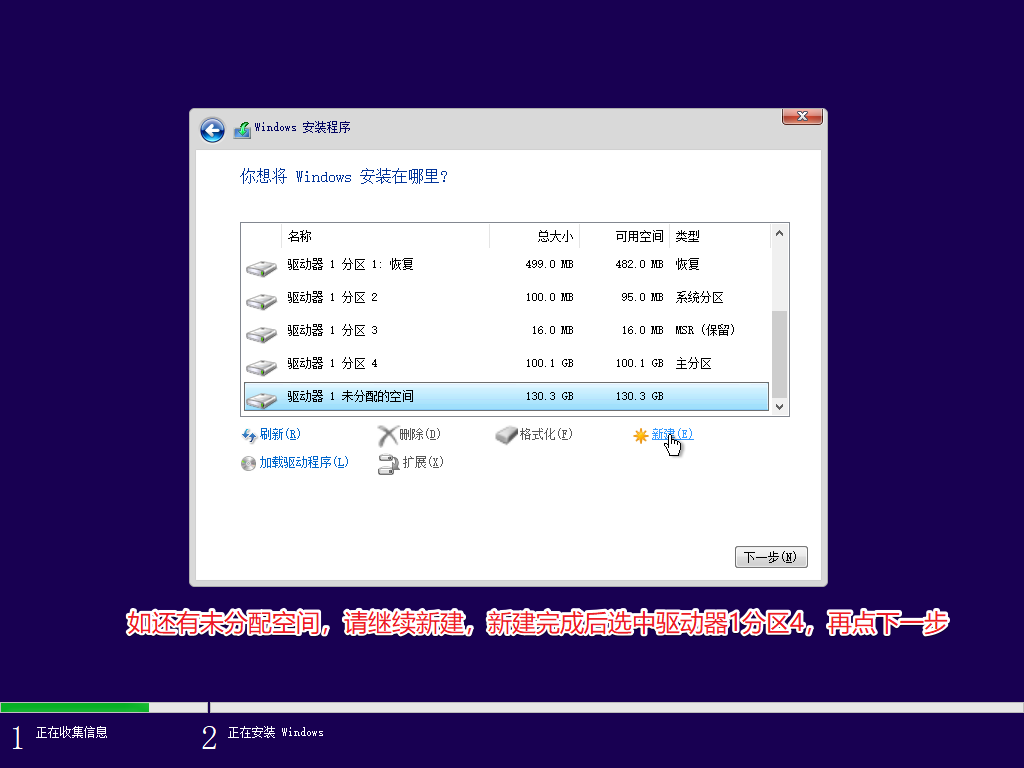 Windows 安装程序
你想将 Windows 安装在哪里?
名称 总大小 可用空间 类型
驱动器 1 分区 1: 恢复 499.0 MB 482.0 MB 恢复
驱动器 1 分区 2 100.0 MB 95.0 MB 系统分区
驱动器 1 分区 3 16.0 MB 16.0 MB MSR (保留)
驱动器 1 分区 4 100.1 GB 100.1 GB 主分区
驱动器 1 未分配的空间 130.3 GB 130.3 GB
刷新(R) 删除(D) 格式化(F) 新建(E)
加载驱动程序(L) 扩展(X)
下一步(N)
如还有未分配空间，请继续新建，新建完成后选中驱动器1分区4，再点下一步
1 正在收集信息 2 正在安装 Windows